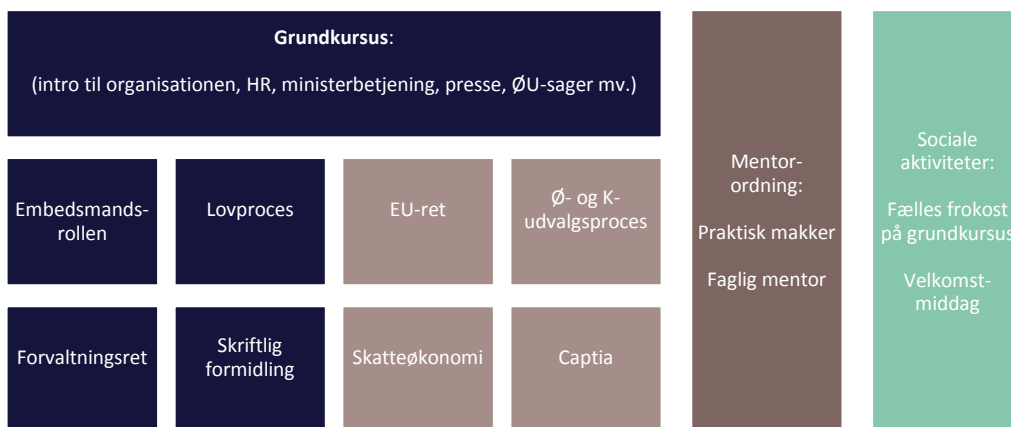 Grundkursus:
(intro til organisationen, HR, ministerbetjening, presse, ØU-sager mv.)
Embedsmands-
rollen
Lovproces
EU-ret
Ø- og K-
udvalgsproces
Forvaltningsret
Skriftlig
formidling
Skatteøkonomi
Captia
Mentor-
ordning:
Praktisk makker
Faglig mentor
Sociale
aktiviteter:
Fælles frokost
på grundkursus
Velkomst-
middag